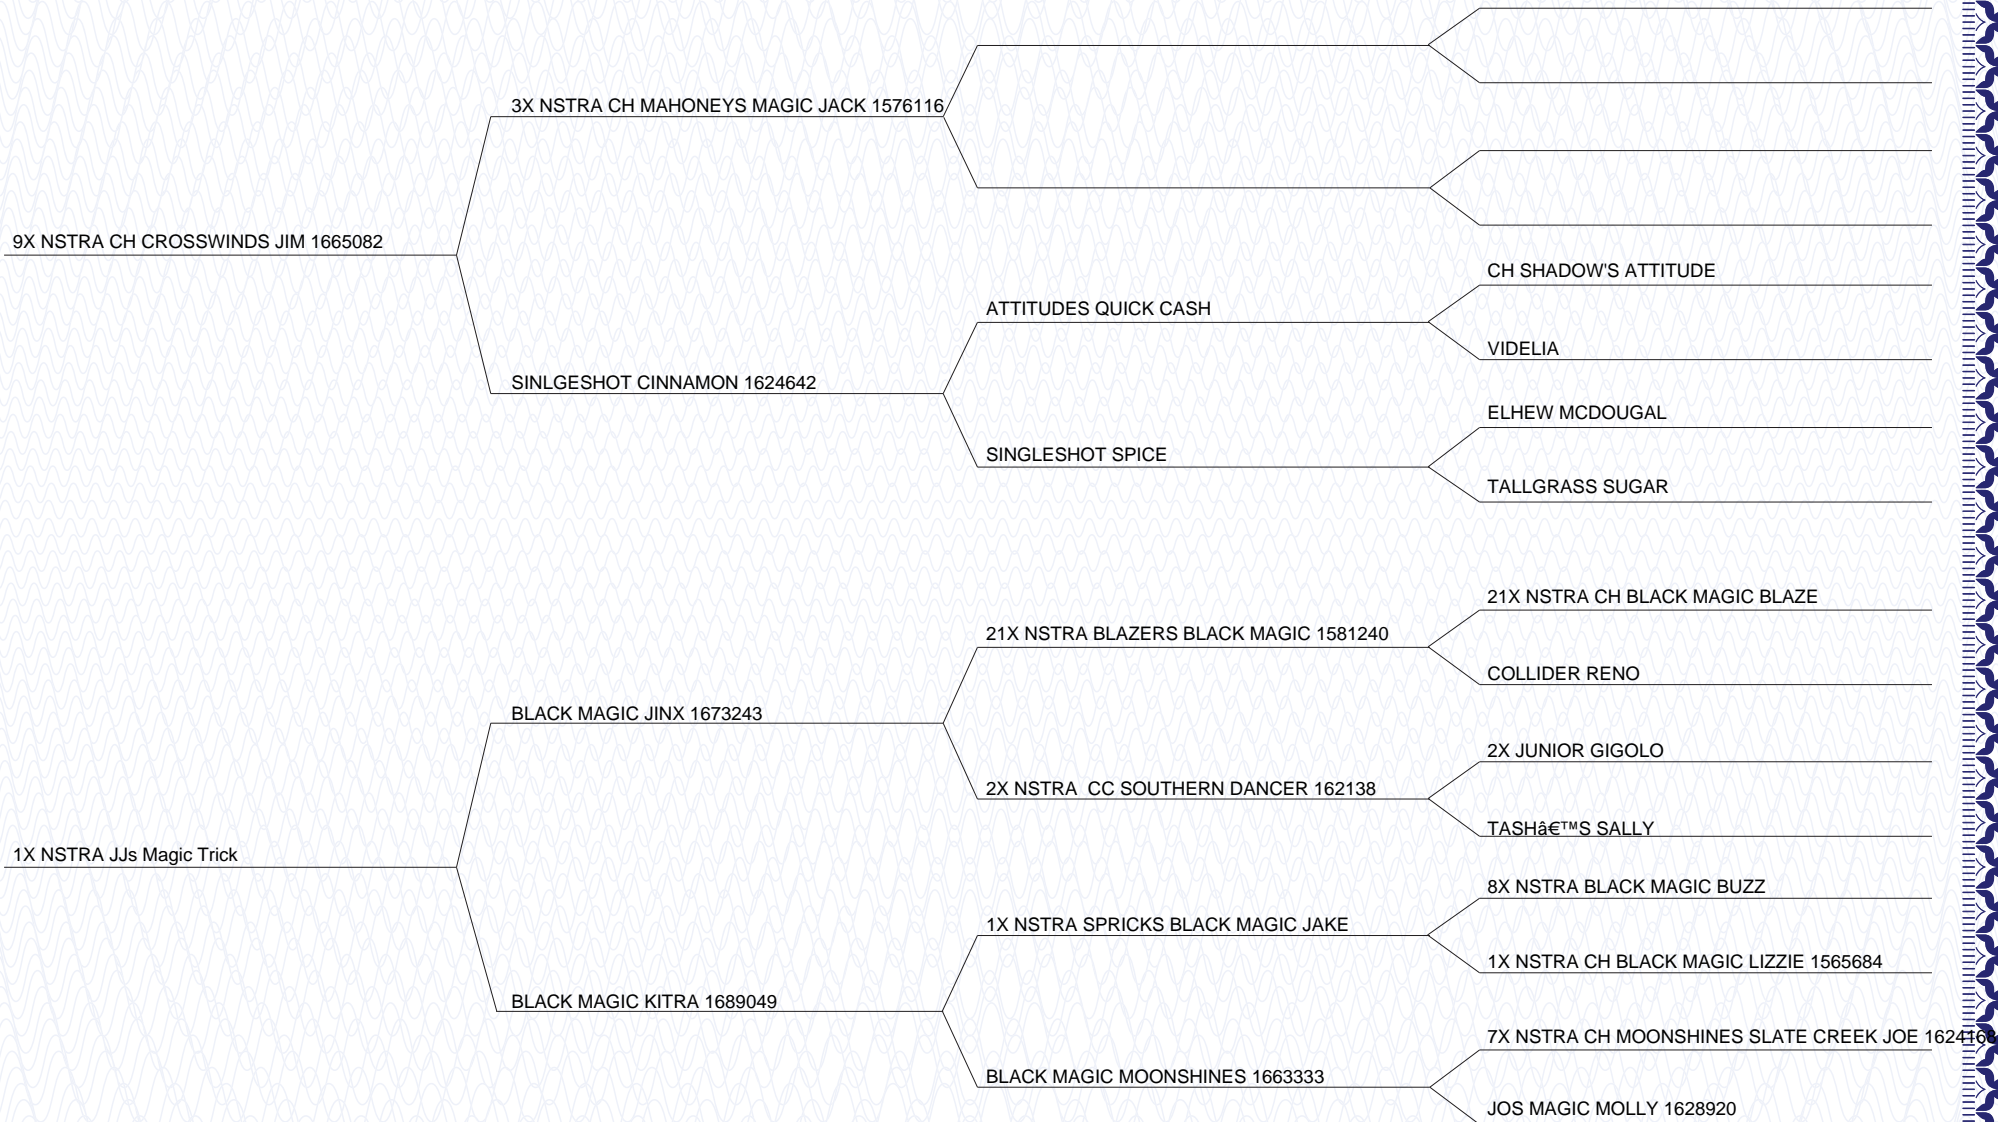 3X NSTRA CH MAHONEYS MAGIC JACK 1576116
9X NSTRA CH CROSSWINDS JIM 1665082
CH SHADOW'S ATTITUDE
ATTITUDES QUICK CASH
VIDELIA
SINLGESHOT CINNAMON 1624642
ELHEW MCDOUGAL
SINGLESHOT SPICE
TALLGRASS SUGAR
21X NSTRA CH BLACK MAGIC BLAZE
21X NSTRA BLAZERS BLACK MAGIC 1581240
COLLIDER RENO
BLACK MAGIC JINX 1673243
2X JUNIOR GIGOLO
2X NSTRA  CC SOUTHERN DANCER 162138
TASHâ€™S SALLY
1X NSTRA JJs Magic Trick
8X NSTRA BLACK MAGIC BUZZ
1X NSTRA SPRICKS BLACK MAGIC JAKE
1X NSTRA CH BLACK MAGIC LIZZIE 1565684
BLACK MAGIC KITRA 1689049
7X NSTRA CH MOONSHINES SLATE CREEK JOE 1624168
BLACK MAGIC MOONSHINES 1663333
JOS MAGIC MOLLY 1628920